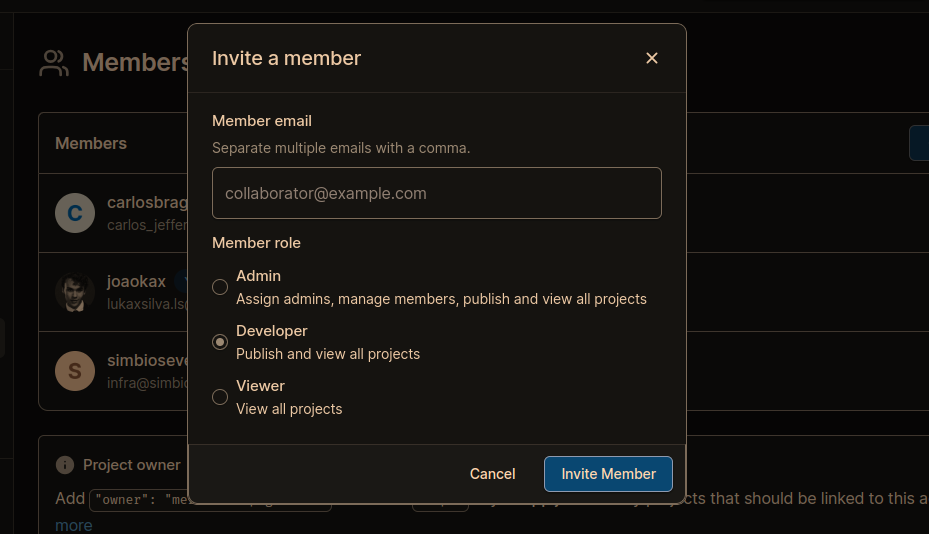 Members
Invite a member
Member email
Separate multiple emails with a comma.
collaborator@example.com
Member role
Admin
Assign admins, manage members, publish and view all projects
Developer
Publish and view all projects
Viewer
View all projects
Cancel
Invite Member
Members
C
carlosbrag
carlos_jeffer
joaokax
lukaxsilva.ls
S
simbioseve
infra@simbio
Project owner
Add "owner": "me
cts that should be linked to this a
more